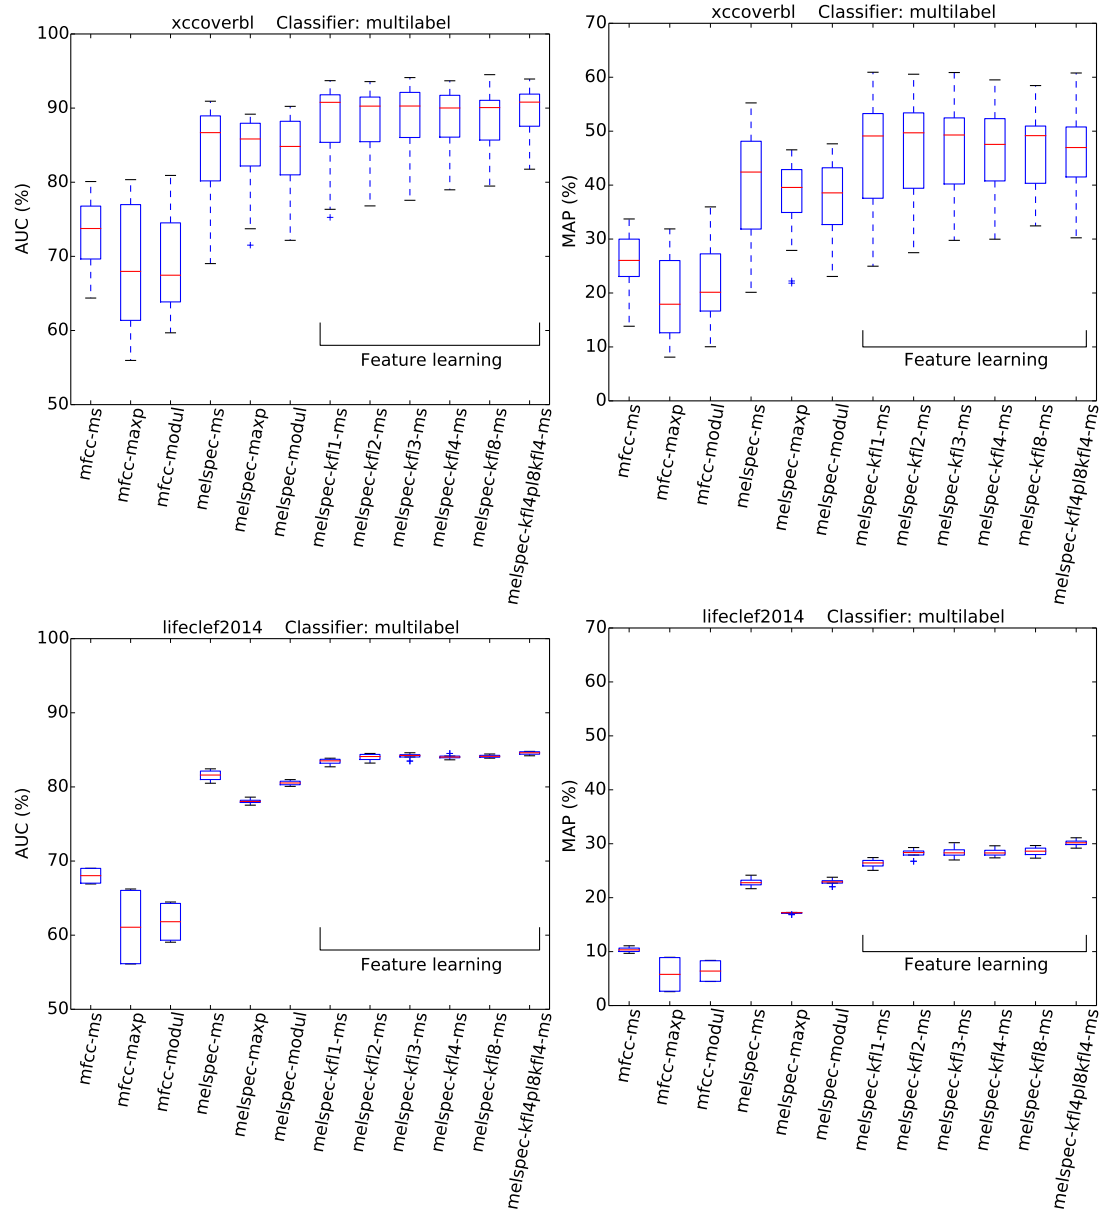 xccoverbl Classifier: multilabel
AUC (%)
100
90
80
70
60
50
Feature learning
mfcc-ms
mfcc-maxp
mfcc-modul
melspec-ms
melspec-maxp
melspec-modul
melspec-kfl1-ms
melspec-kfl2-ms
melspec-kfl3-ms
melspec-kfl4-ms
melspec-kfl8-ms
melspec-kfl4pl8kfl4-ms
xccoverbl Classifier: multilabel
MAP (%)
70
60
50
40
30
20
10
0
Feature learning
mfcc-ms
mfcc-maxp
mfcc-modul
melspec-ms
melspec-maxp
melspec-modul
melspec-kfl1-ms
melspec-kfl2-ms
melspec-kfl3-ms
melspec-kfl4-ms
melspec-kfl8-ms
melspec-kfl4pl8kfl4-ms
lifeclef2014 Classifier: multilabel
AUC (%)
100
90
80
70
60
50
Feature learning
mfcc-ms
mfcc-maxp
mfcc-modul
melspec-ms
melspec-maxp
melspec-modul
melspec-kfl1-ms
melspec-kfl2-ms
melspec-kfl3-ms
melspec-kfl4-ms
melspec-kfl8-ms
melspec-kfl4pl8kfl4-ms
lifeclef2014 Classifier: multilabel
MAP (%)
70
60
50
40
30
20
10
0
Feature learning
mfcc-ms
mfcc-maxp
mfcc-modul
melspec-ms
melspec-maxp
melspec-modul
melspec-kfl1-ms
melspec-kfl2-ms
melspec-kfl3-ms
melspec-kfl4-ms
melspec-kfl8-ms
melspec-kfl4pl8kfl4-ms